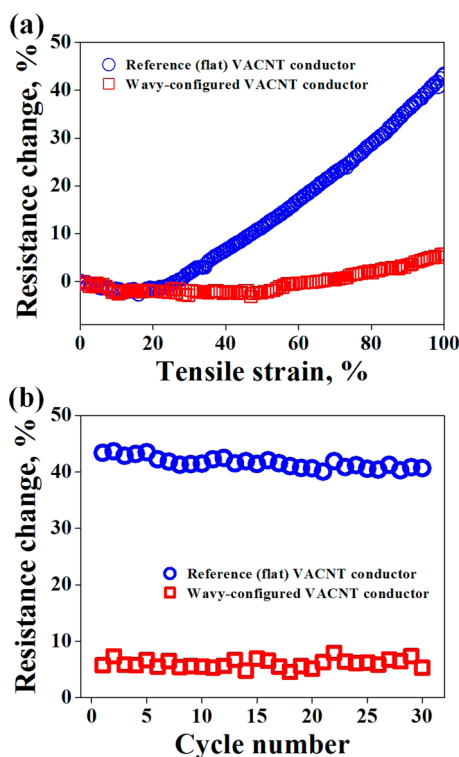 (a)
50
40
30
20
10
0
Resistance change, %
Reference (flat) VACNT conductor
Wavy-configured VACNT conductor
0 20 40 60 80 100
Tensile strain, %
(b)
50
40
30
20
10
0
Resistance change, %
Reference (flat) VACNT conductor
Wavy-configured VACNT conductor
0 5 10 15 20 25 30
Cycle number